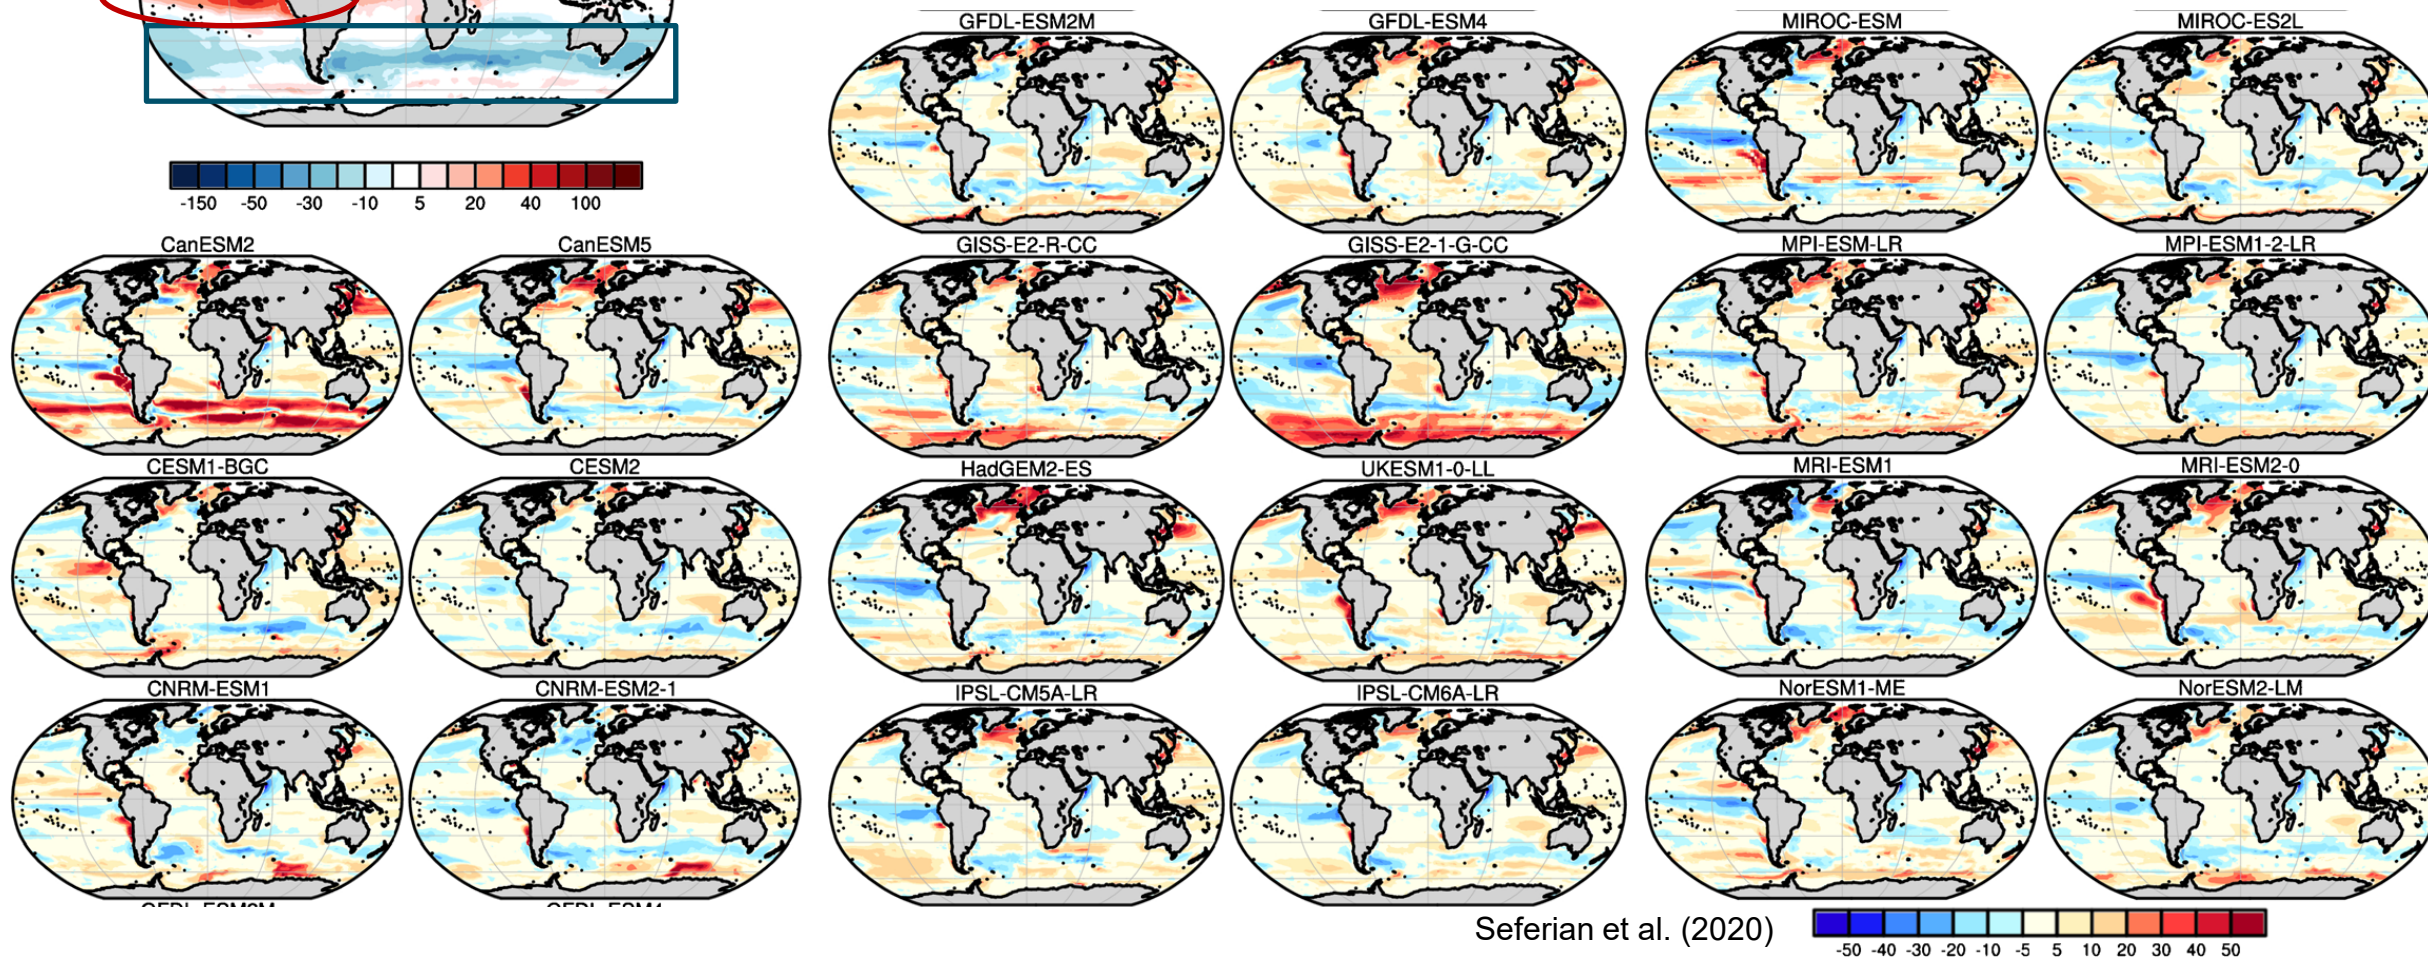 GFDL-ESM2M GFDL-ESM4 MIROC-ESM MIROC-ES2L
-150 -50 -30 -10 5 20 40 100
CanESM2 CanESM5 GISS-E2-R-CC GISS-E2-1-G-CC MPI-ESM-LR MPI-ESM1-2-LR
CESM1-BGC CESM2 HadGEM2-ES UKESM1-0-LL MRI-ESM1 MRI-ESM2-0
CNRM-ESM1 CNRM-ESM2-1 IPSL-CM5A-LR IPSL-CM6A-LR NorESM1-ME NorESM2-LM
GFDL-ESM2M GFDL-ESM4
Seferian et al. (2020)
-50 -40 -30 -20 -10 -5 5 10 20 30 40 50